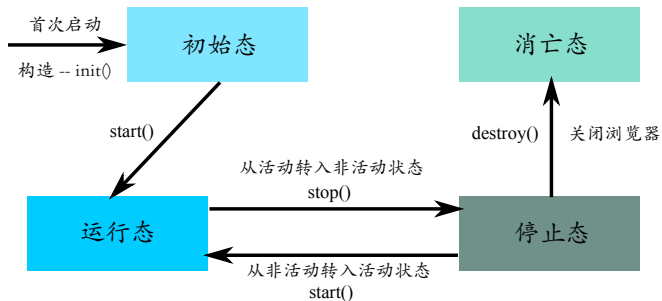 首次启动
构造 -- init()
初始态
消亡态
start()
destroy()
关闭浏览器
从活动转入非活动状态
stop()
运行态
停止态
从非活动转入活动状态
start()